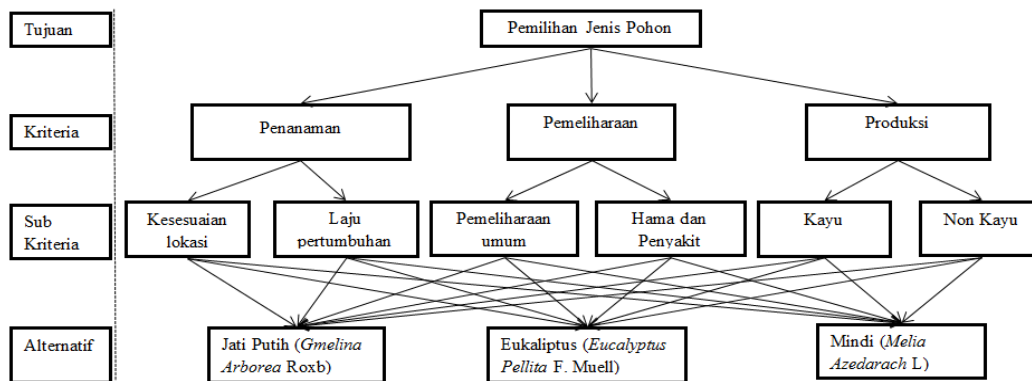 Tujuan
Pemilihan Jenis Pohon
Kriteria
Penanaman
Pemeliharaan
Produksi
Sub
Kriteria
Kesesuaian
lokasi
Laju
pertumbuhan
Pemeliharaan
umum
Hama dan
Penyakit
Kayu
Non Kayu
Alternatif
Jati Putih (Gmelina
Arborea Roxb)
Eukaliptus (Eucalyptus
Pellita F. Muell)
Mindi (Melia
Azedarach L)